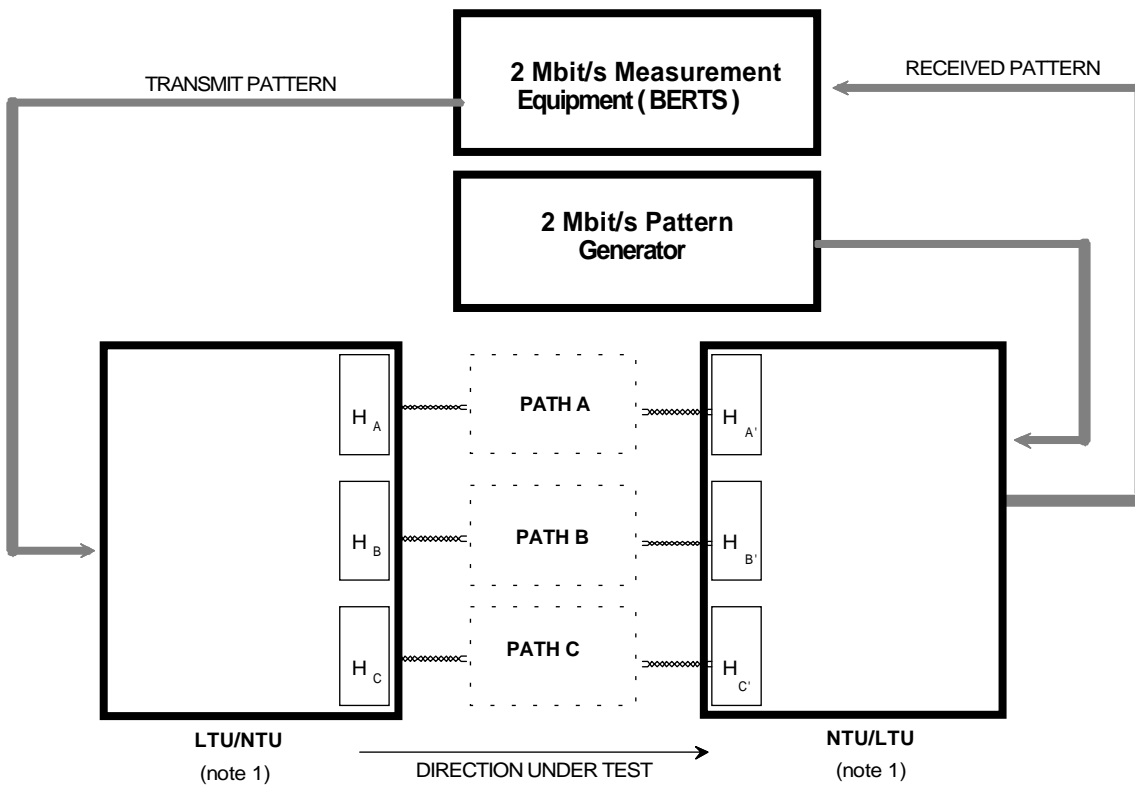 2 Mbit/s Measurement
Equipment ( BERTS )
TRANSMIT PATTERN
RECEIVED PATTERN
2 Mbit/s Pattern
Generator
H A
PATH A
H A'
H B
PATH B
H B'
H C
PATH C
H C'
LTU/NTU
(note 1)
DIRECTION UNDER TEST
NTU/LTU
(note 1)